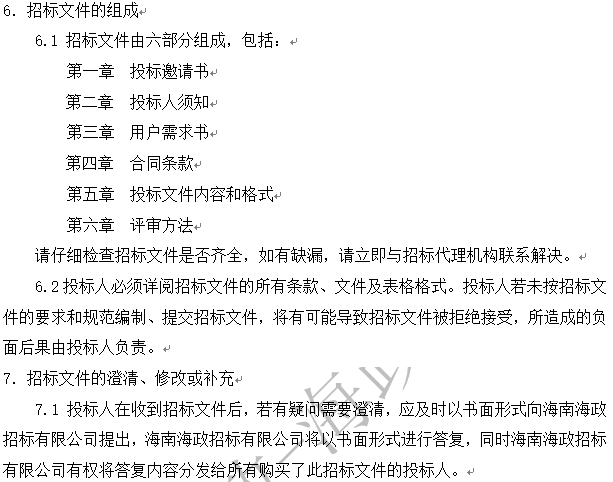 6. 招标文件的组成
6.1 招标文件由六部分组成，包括：
第一章 投标邀请书
第二章 投标人须知
第三章 用户需求书
第四章 合同条款
第五章 投标文件内容和格式
第六章 评审方法
请仔细检查招标文件是否齐全，如有缺漏，请立即与招标代理机构联系解决。
6.2投标人必须详阅招标文件的所有条款、文件及表格格式。投标人若未按招标文
件的要求和规范编制、提交招标文件，将有可能导致招标文件被拒绝接受，所造成的负
面后果由投标人负责。
7. 招标文件的澄清、修改或补充
7.1 投标人在收到招标文件后，若有疑问需要澄清，应及时以书面形式向海南海政
招标有限公司提出，海南海政招标有限公司将以书面形式进行答复，同时海南海政招标
有限公司有权将答复内容分发给所有购买了此招标文件的投标人。